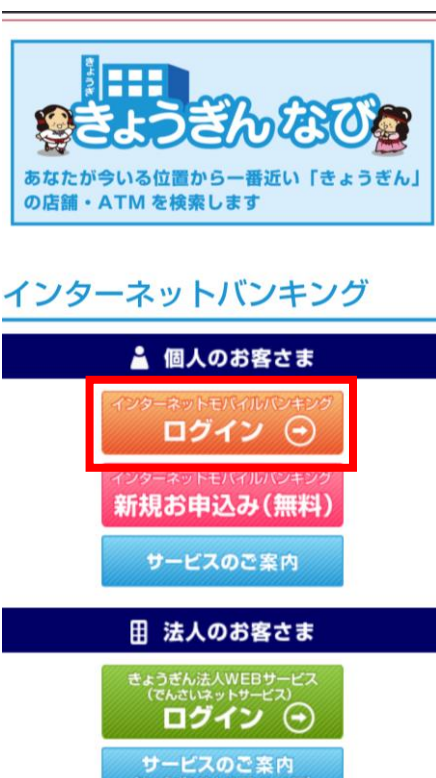 きょうぎん
きょうぎん なび
あなたが今いる位置から一番近い「きょうぎん」
の店舗・ATM を検索します
インターネットバンキング
個人のお客さま
インターネットモバイルバンキング
ログイン
インターネットモバイルバンキング
新規お申込み(無料)
サービスのご案内
法人のお客さま
きょうぎん法人WEBサービス
(でんさいネットサービス)
ログイン
サービスのご案内